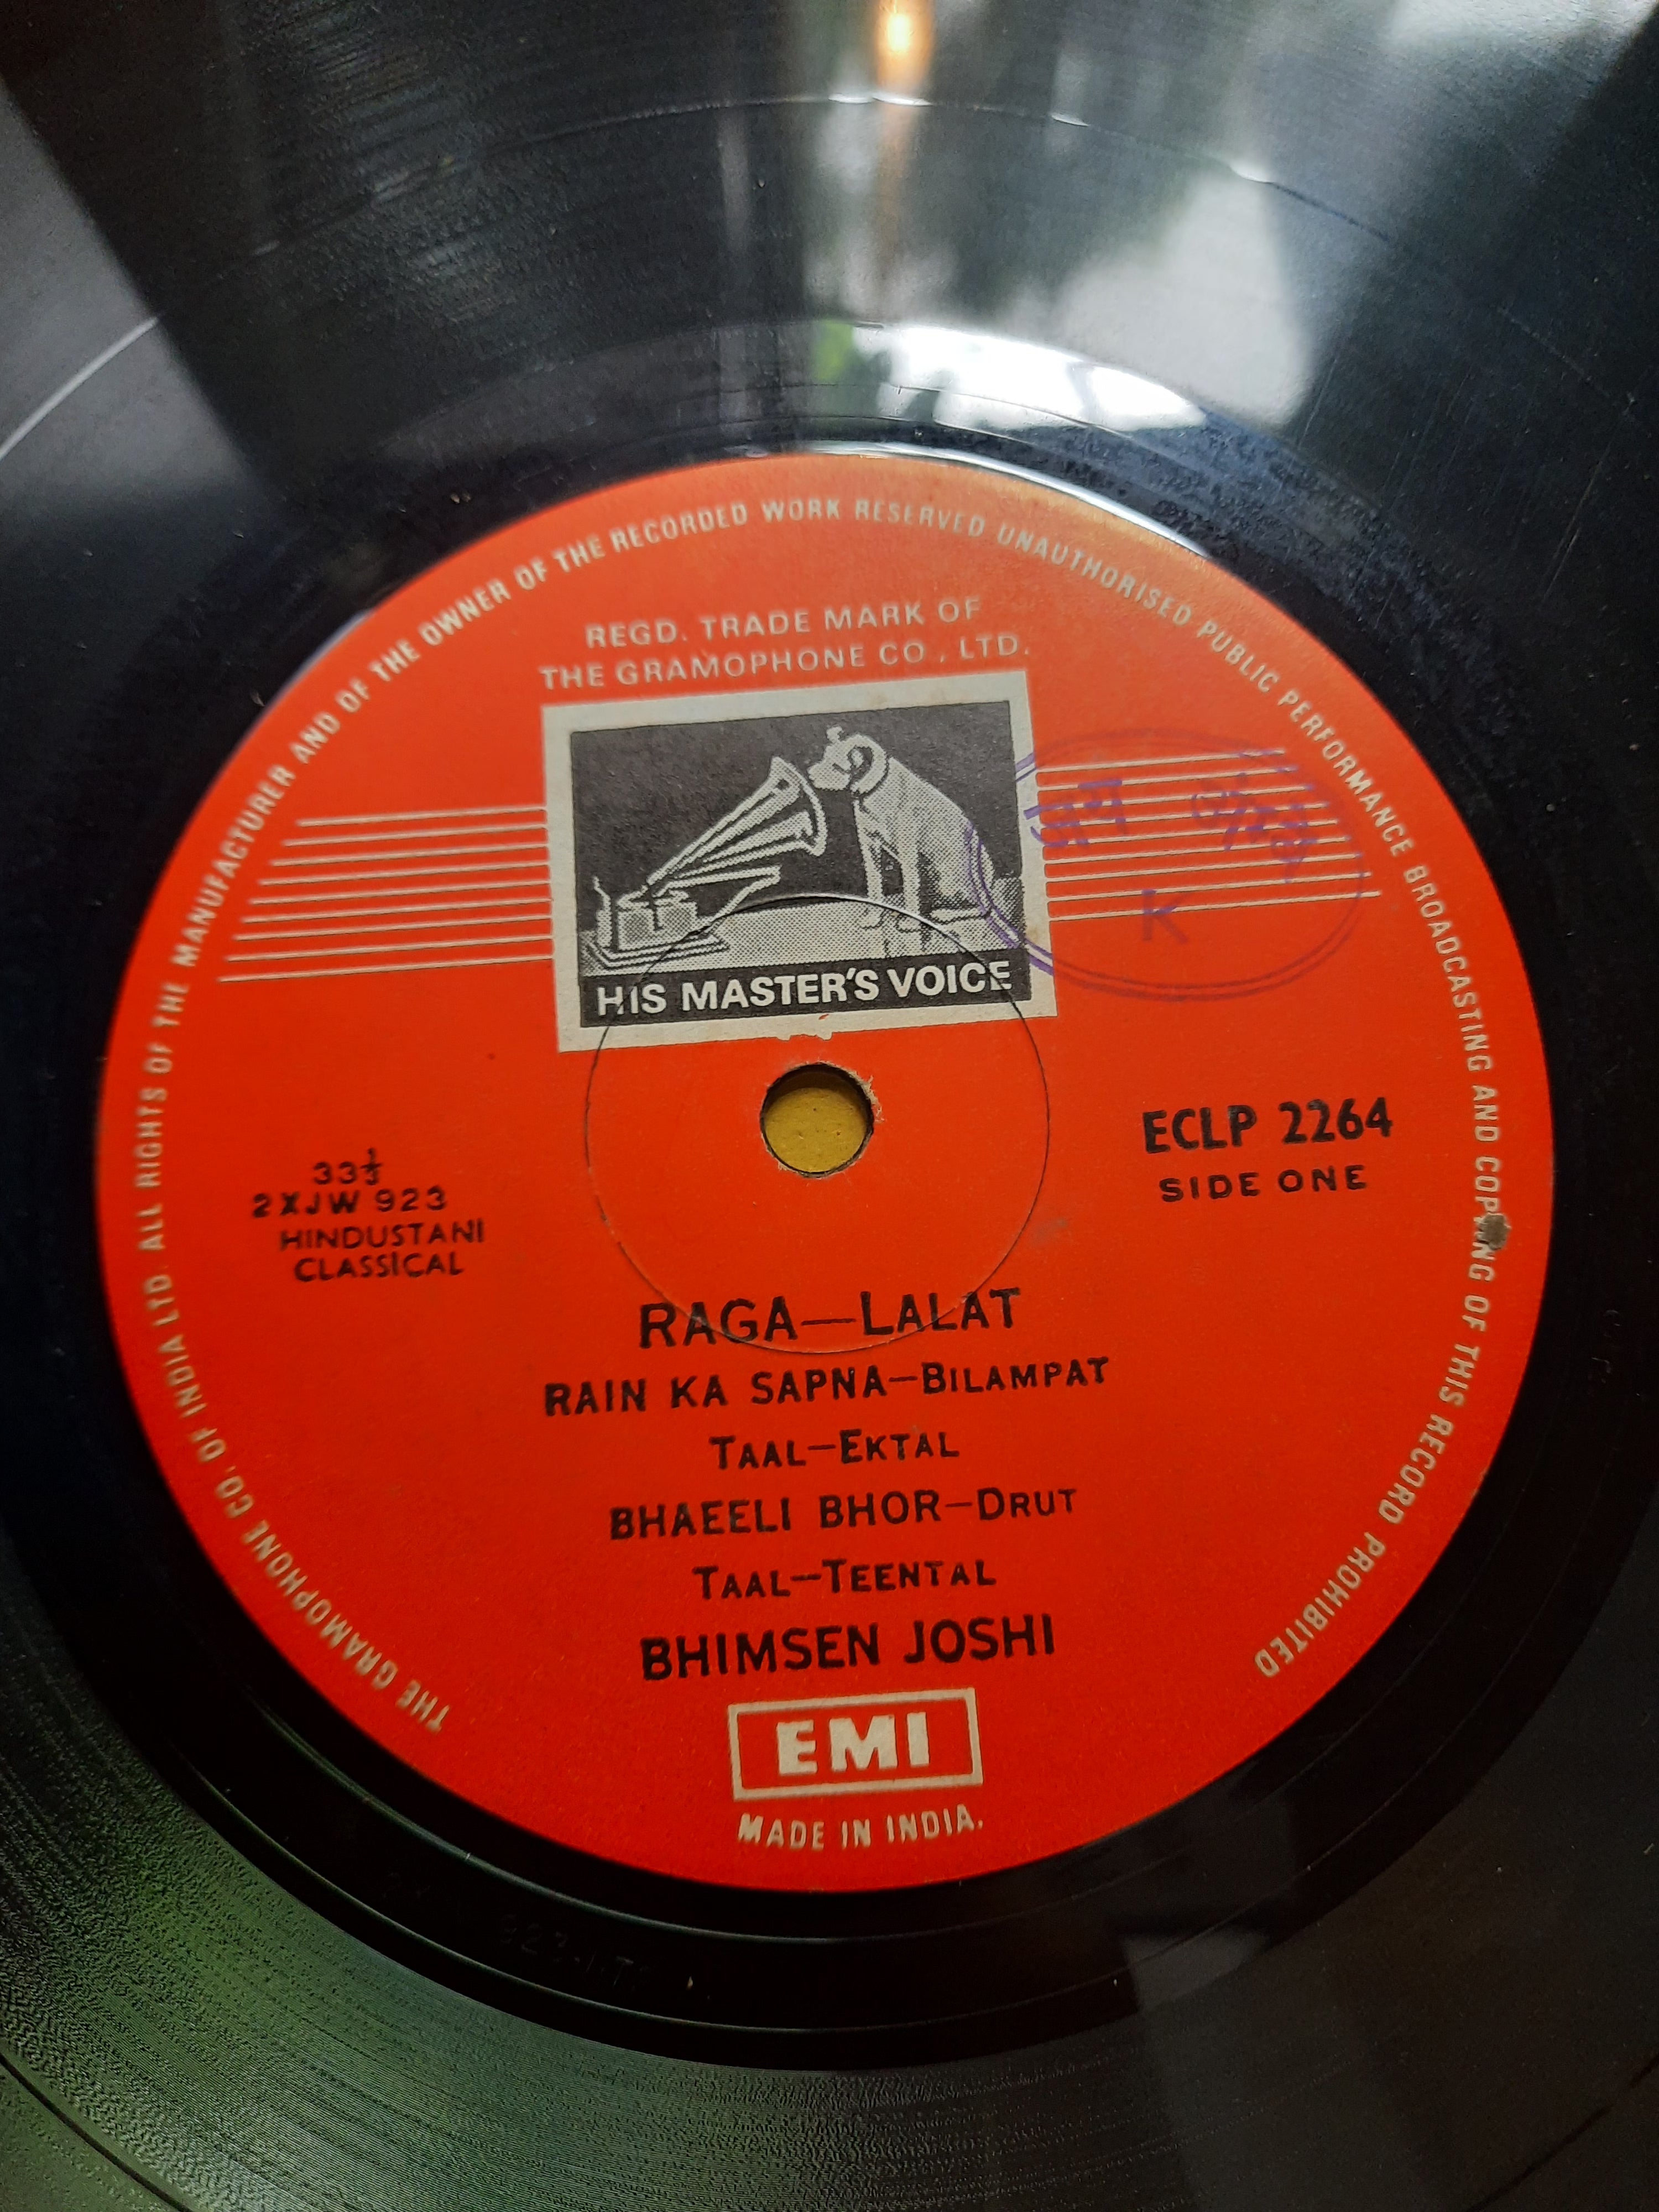 THE GRAMOPHONE CO. OF INDIA LTD. ALL RIGHTS OF THE MANUFACTURER AND OF THE OWNER OF THE RECORDED WORK RESERVED UNAUTHORISED PUBLIC PERFORMANCE BROADCASTING AND COPYING OF THIS RECORD PROHIBITED
REGD. TRADE MARK OF
THE GRAMOPHONE CO., LTD.
HIS MASTER'S VOICE
K
33⅓
2XJW 923
HINDUSTANI
CLASSICAL
ECLP 2264
SIDE ONE
RAGA—LALAT
RAIN KA SAPNA—BILAMPAT
TAAL—EKTAL
BHAEELI BHOR—DRUT
TAAL—TEENTAL
BHIMSEN JOSHI
EMI
MADE IN INDIA.